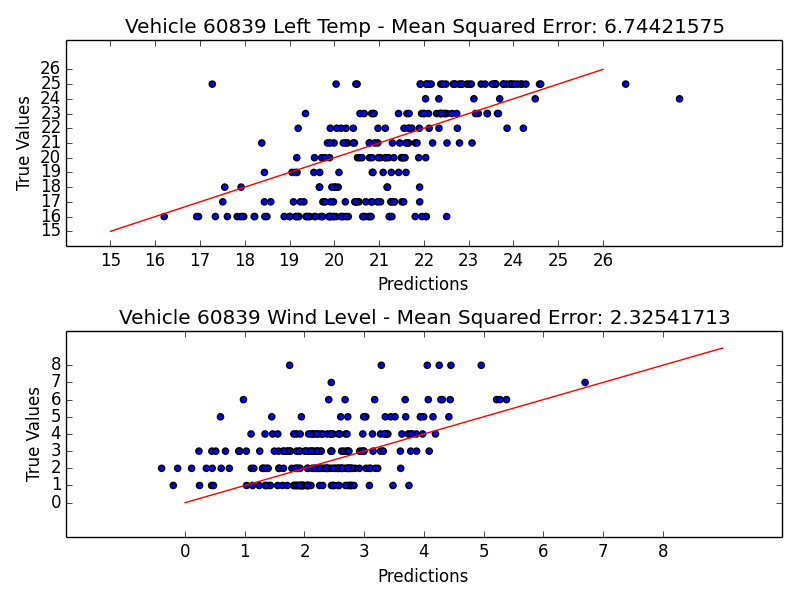 Vehicle 60839 Left Temp - Mean Squared Error: 6.74421575
26
25
24
23
22
21
20
19
18
17
16
15
True Values
15 16 17 18 19 20 21 22 23 24 25 26
Predictions
Vehicle 60839 Wind Level - Mean Squared Error: 2.32541713
8
7
6
5
4
3
2
1
0
True Values
0 1 2 3 4 5 6 7 8
Predictions